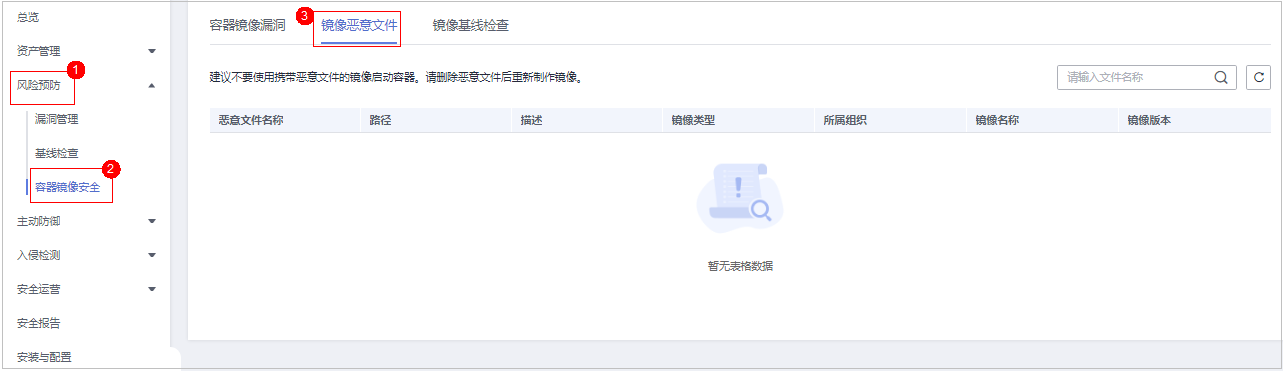 总览
资产管理
1
风险预防
漏洞管理
基线检查
2
容器镜像安全
主动防御
入侵检测
安全运营
安全报告
安装与配置
容器镜像漏洞 3 镜像恶意文件 镜像基线检查
建议不要使用携带恶意文件的镜像启动容器。请删除恶意文件后重新制作镜像。
请输入文件名称
恶意文件名称 路径 描述 镜像类型 所属组织 镜像名称 镜像版本
暂无表格数据